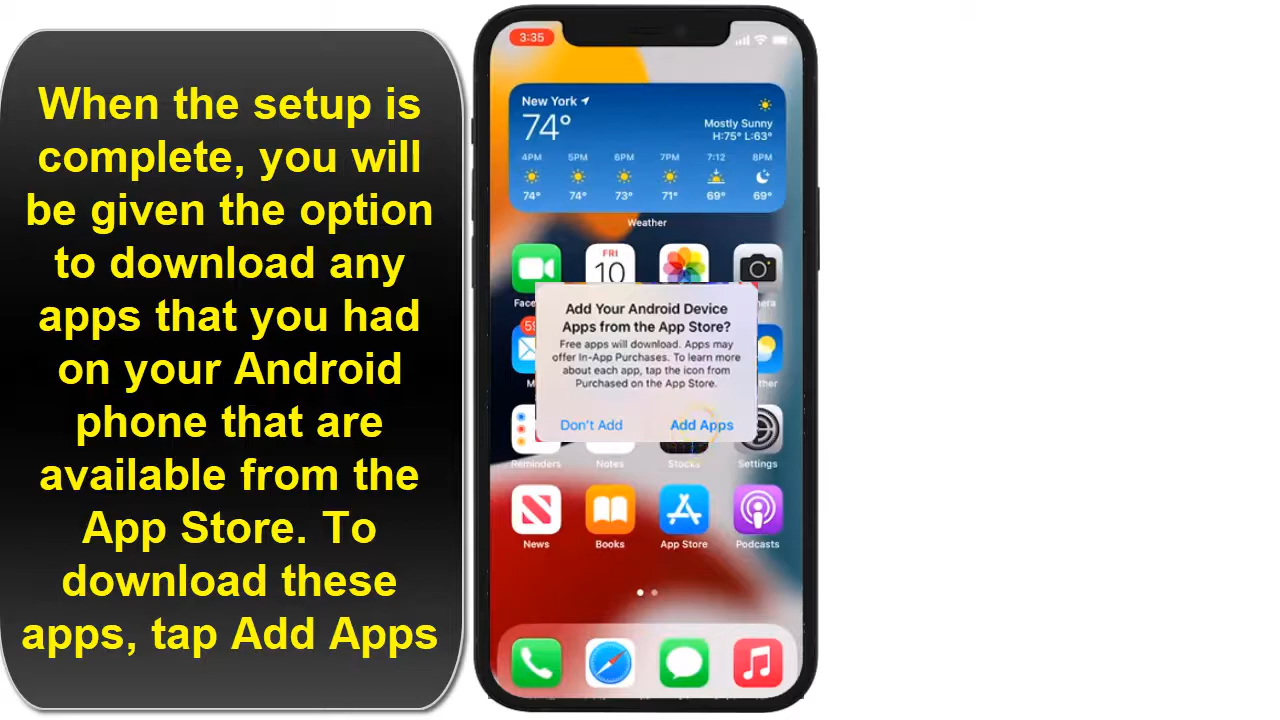 When the setup is
complete, you will
be given the option
to download any
apps that you had
on your Android
phone that are
available from the
App Store. To
download these
apps, tap Add Apps
3:35
New York
74°
Mostly Sunny
H:75° L:63°
4PM 5PM 6PM 7PM 7:12 8PM
74° 74° 73° 71° 69° 69°
Weather
FRI
10
Add Your Android Device
Apps from the App Store?
Free apps will download. Apps may
offer In-App Purchases. To learn more
about each app, tap the icon from
Purchased on the App Store.
Don't Add Add Apps
Reminders Notes Stocks Settings
News Books App Store Podcasts